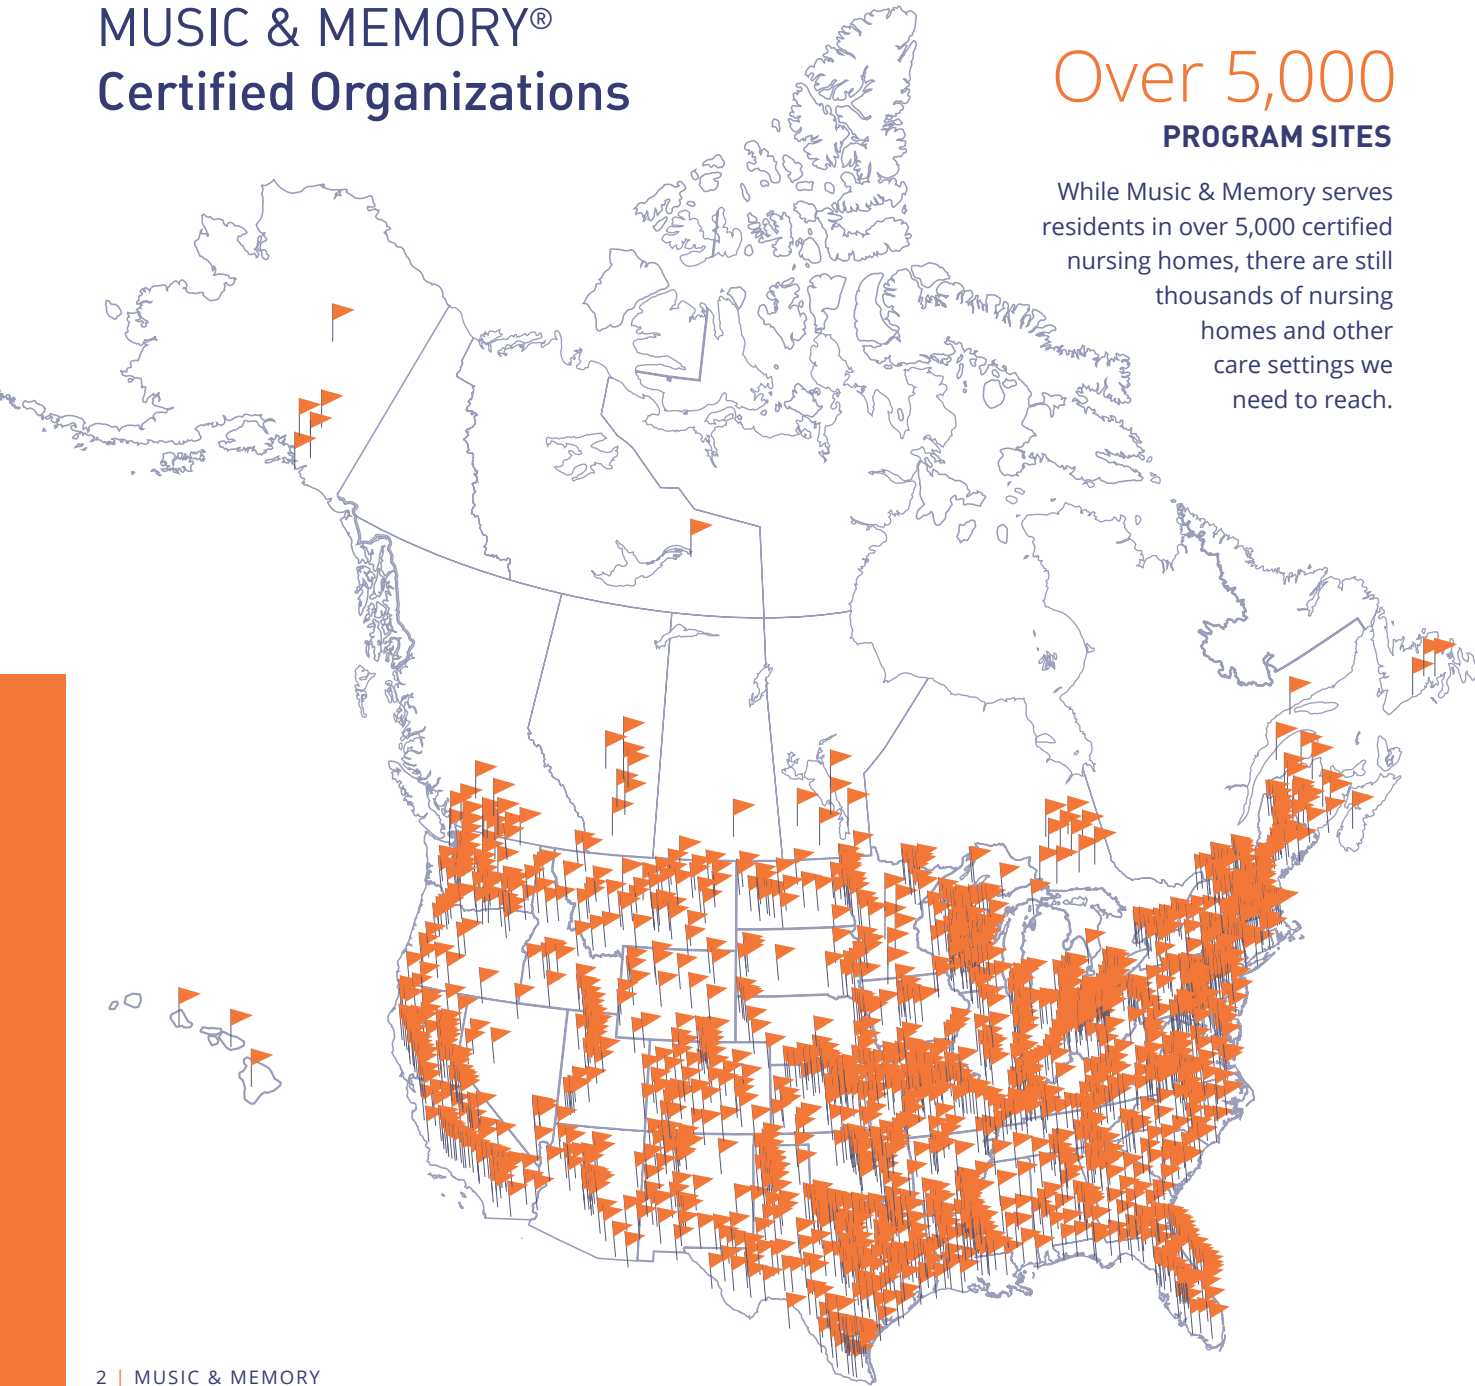 MUSIC & MEMORY®
Certified Organizations
Over 5,000
PROGRAM SITES
While Music & Memory serves
residents in over 5,000 certified
nursing homes, there are still
thousands of nursing
homes and other
care settings we
need to reach.
2 | MUSIC & MEMORY